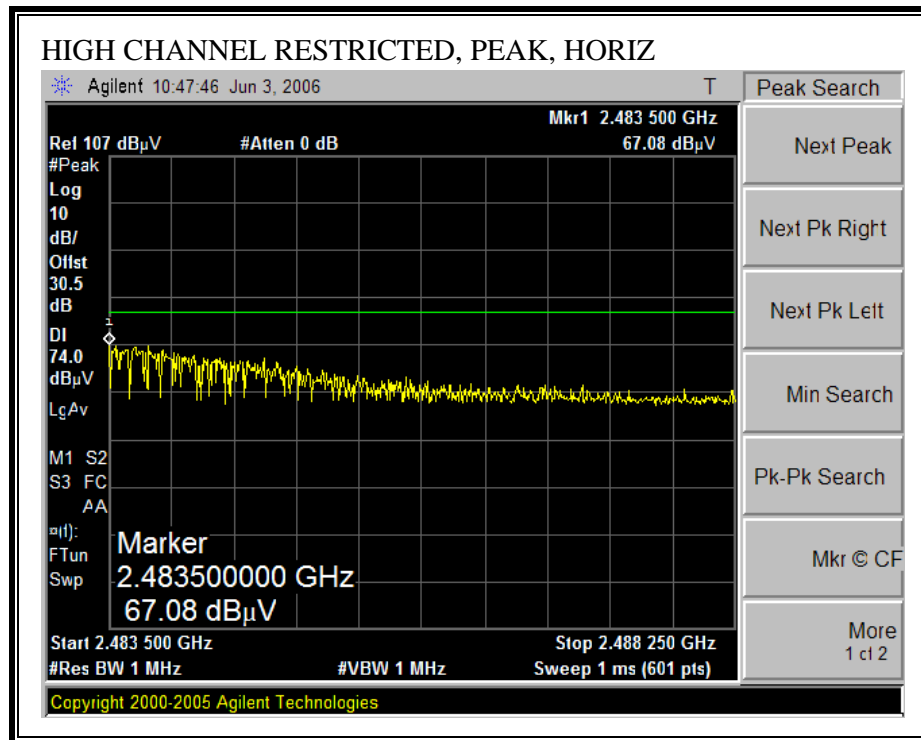 HIGH CHANNEL RESTRICTED, PEAK, HORIZ
Agilent 10:47:46 Jun 3, 2006 T
Peak Search
Mkr1 2.483 500 GHz
Ref 107 dBµV #Atten 0 dB 67.08 dBµV
#Peak
Log
10
dB/
Offst
30.5
dB
DI
74.0
dBµV
LgAv
M1 S2
S3 FC
AA
¤(f):
FTun
Swp
1
Marker
2.483500000 GHz
67.08 dBµV
Start 2.483 500 GHz Stop 2.488 250 GHz
#Res BW 1 MHz #VBW 1 MHz Sweep 1 ms (601 pts)
Copyright 2000-2005 Agilent Technologies
Next Peak
Next Pk Right
Next Pk Left
Min Search
Pk-Pk Search
Mkr © CF
More
1 of 2